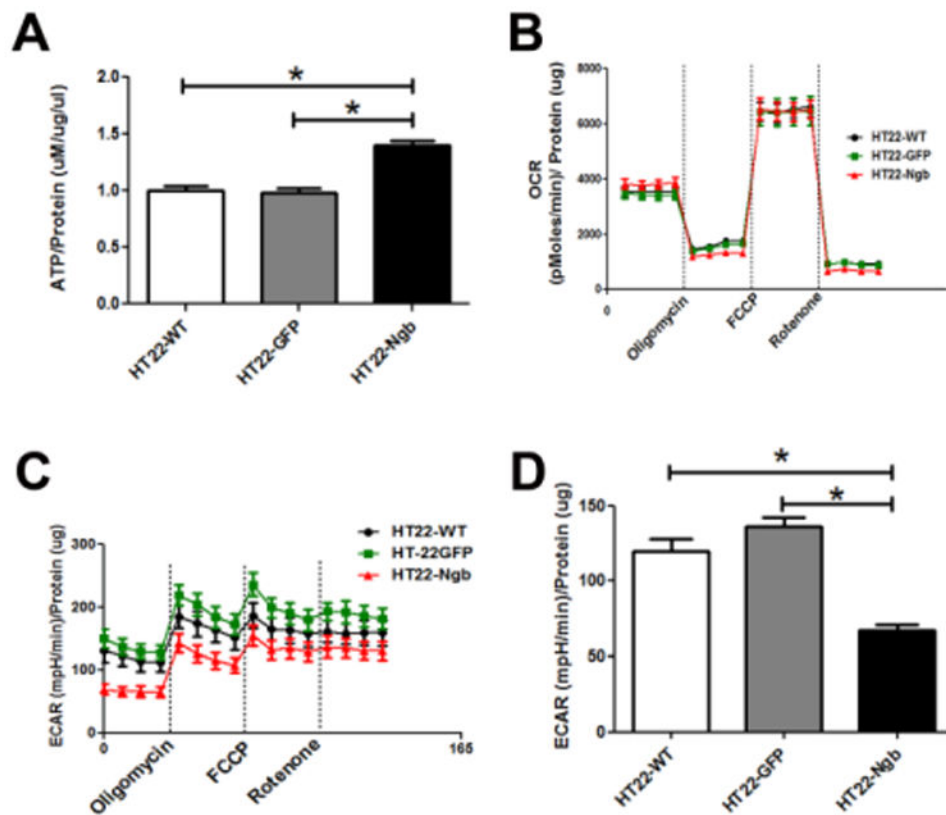 A
ATP/Protein (uM/ug/ul)
2.0
1.5
1.0
0.5
0.0
*
*
HT22-WT
HT22-GFP
HT22-Ngb
B
OCR
(pMoles/min)/ Protein (ug)
8000
6000
4000
2000
0
0
Oligomycin
FCCP
Rotenone
HT22-WT
HT22-GFP
HT22-Ngb
C
ECAR (mpH/min)/Protein (ug)
300
200
100
0
0
Oligomycin
FCCP
Rotenone
165
HT22-WT
HT-22GFP
HT22-Ngb
D
ECAR (mpH/min)/Protein (ug)
150
100
50
0
*
*
HT22-WT
HT22-GFP
HT22-Ngb